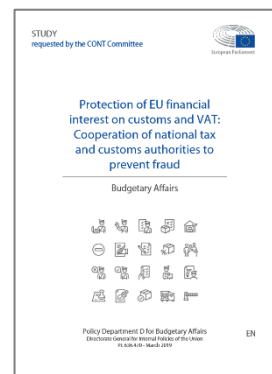 STUDY
requested by the CONT Committee
European Parliament
Protection of EU financial
interest on customs and VAT:
Cooperation of national tax
and customs authorities to
prevent fraud
Budgetary Affairs
Policy Department D for Budgetary Affairs
Directorate General for Internal Policies of the Union
EN